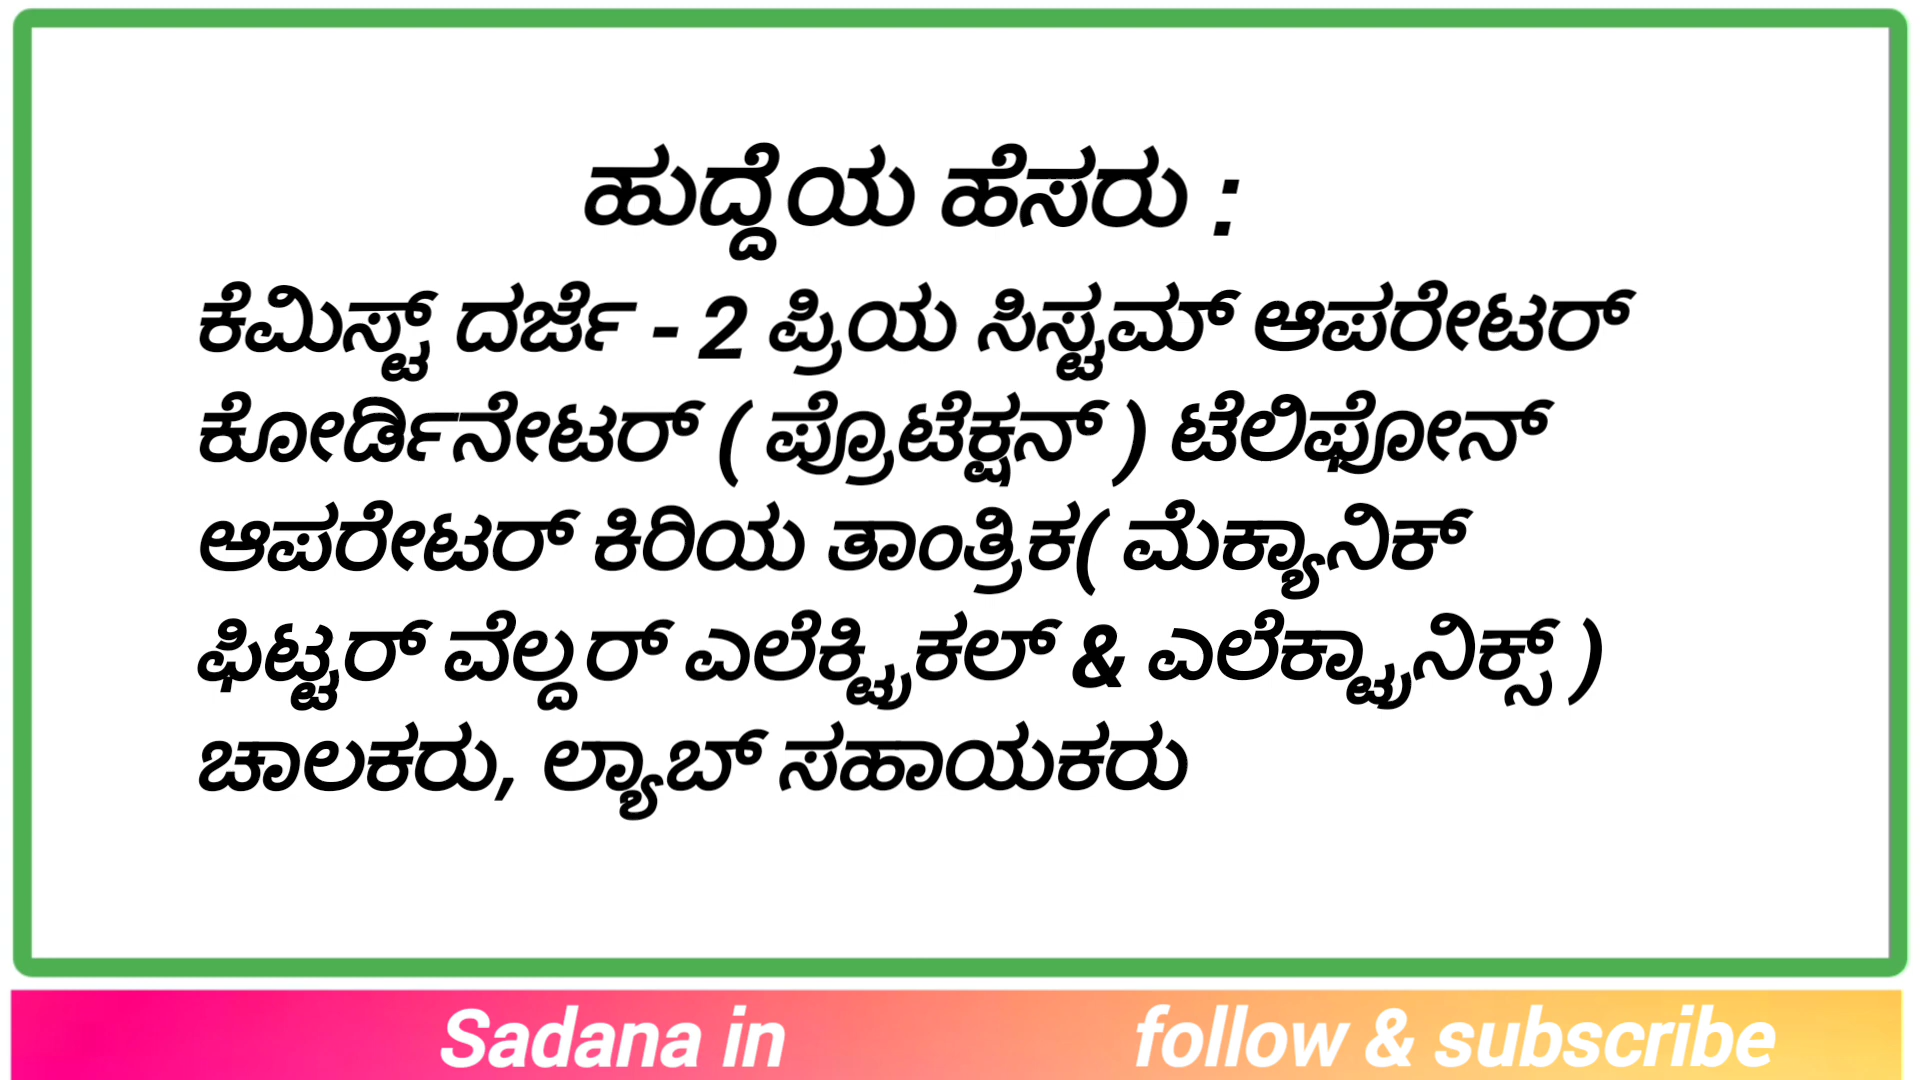 ಹುದ್ದೆಯ ಹೆಸರು :
ಕೆಮಿಸ್ಟ್ ದರ್ಜೆ - 2 ಪ್ರಿಯ ಸಿಸ್ಟಮ್ ಆಪರೇಟರ್
ಕೋರ್ಡಿನೇಟರ್ ( ಪ್ರೊಟೆಕ್ಷನ್ ) ಟೆಲಿಫೋನ್
ಆಪರೇಟರ್ ಕಿರಿಯ ತಾಂತ್ರಿಕ( ಮೆಕ್ಯಾನಿಕ್
ಫಿಟ್ಟರ್ ವೆಲ್ದರ್ ಎಲೆಕ್ಟ್ರಿಕಲ್ & ಎಲೆಕ್ಟ್ರಾನಿಕ್ಸ್ )
ಚಾಲಕರು, ಲ್ಯಾಬ್ ಸಹಾಯಕರು
Sadana in follow & subscribe